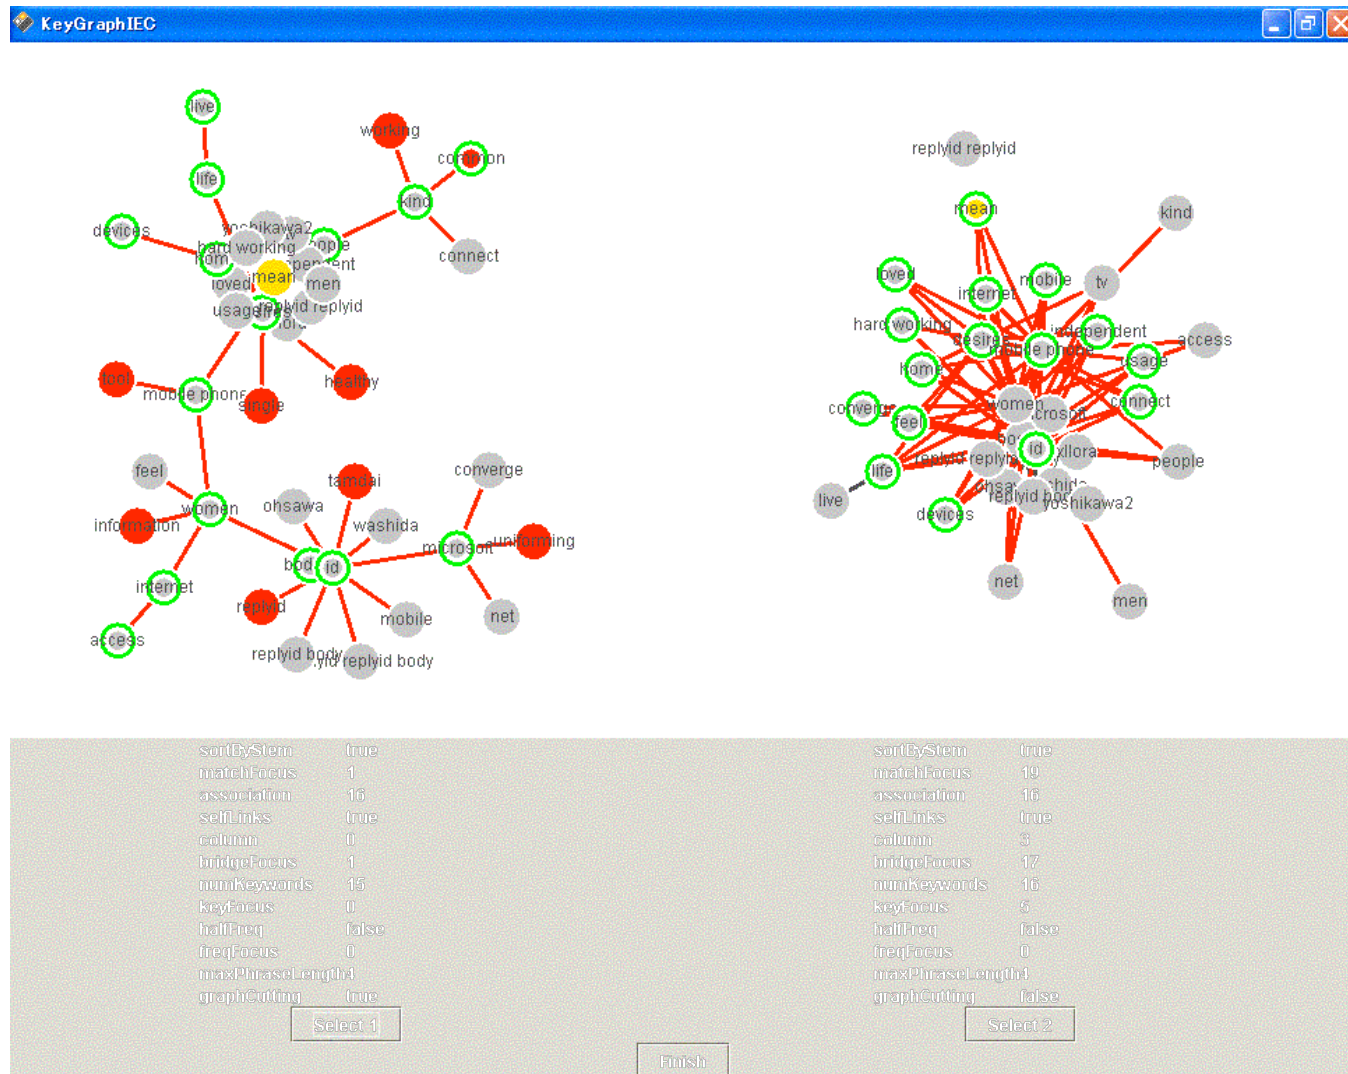 KeyGraphIEC
live
working
common
life
kind
devices
yoshikawa2
hard working
connect
mean
loved
men
replyid replyid
usage
tool
mobile phone
healthy
single
feel
tamdai
converge
information
women
ohsawa
washida
microsoft
uniforming
id
internet
replyid
mobile
net
access
replyid body
replyid body
replyid replyid
mean
kind
loved
internet
mobile
tv
hard working
desires
independent
mobile phone
access
home
usage
converge
women
connect
feel
id
xllora
people
life
live
devices
replyid body
yoshikawa2
net
men
sortByStem true
matchFocus 1
association 16
selfLinks true
column 0
bridgeFocus 1
numKeywords 15
keyFocus 0
halfFreq false
freqFocus 0
maxPhraseLength4
graphCutting true
Select 1
sortByStem true
matchFocus 19
association 16
selfLinks true
column 3
bridgeFocus 17
numKeywords 16
keyFocus 6
halfFreq false
freqFocus 0
maxPhraseLength4
graphCutting false
Select 2
Finish